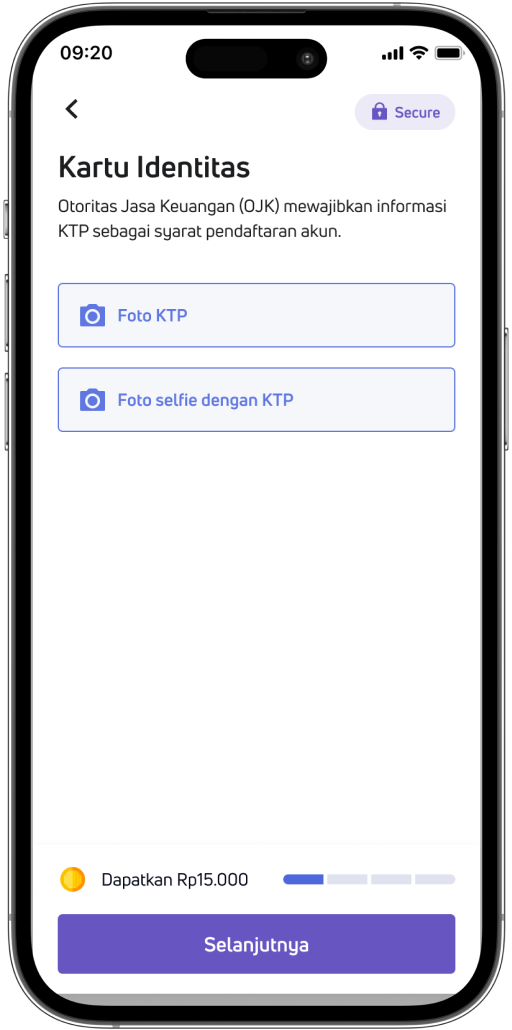 09:20
Secure
Kartu Identitas
Otoritas Jasa Keuangan (OJK) mewajibkan informasi
KTP sebagai syarat pendaftaran akun.
Foto KTP
Foto selfie dengan KTP
Dapatkan Rp15.000
Selanjutnya